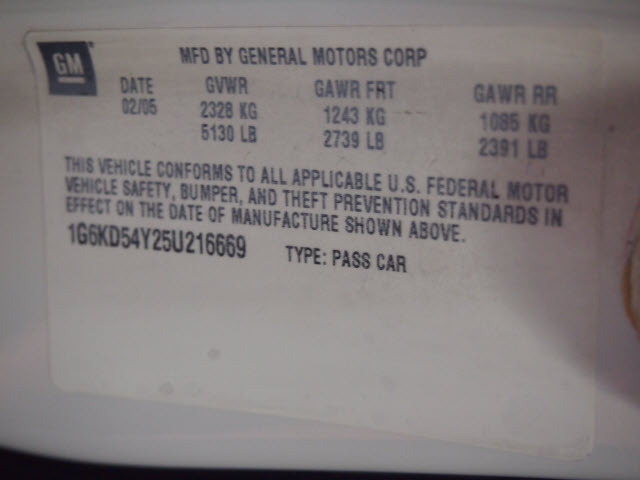 GM
MFD BY GENERAL MOTORS CORP
DATE GVWR GAWR FRT GAWR RR
02/05 2328 KG 1243 KG 1085 KG
5130 LB 2739 LB 2391 LB
THIS VEHICLE CONFORMS TO ALL APPLICABLE U.S. FEDERAL MOTOR
VEHICLE SAFETY, BUMPER, AND THEFT PREVENTION STANDARDS IN
EFFECT ON THE DATE OF MANUFACTURE SHOWN ABOVE.
1G6KD54Y25U216669 TYPE: PASS CAR